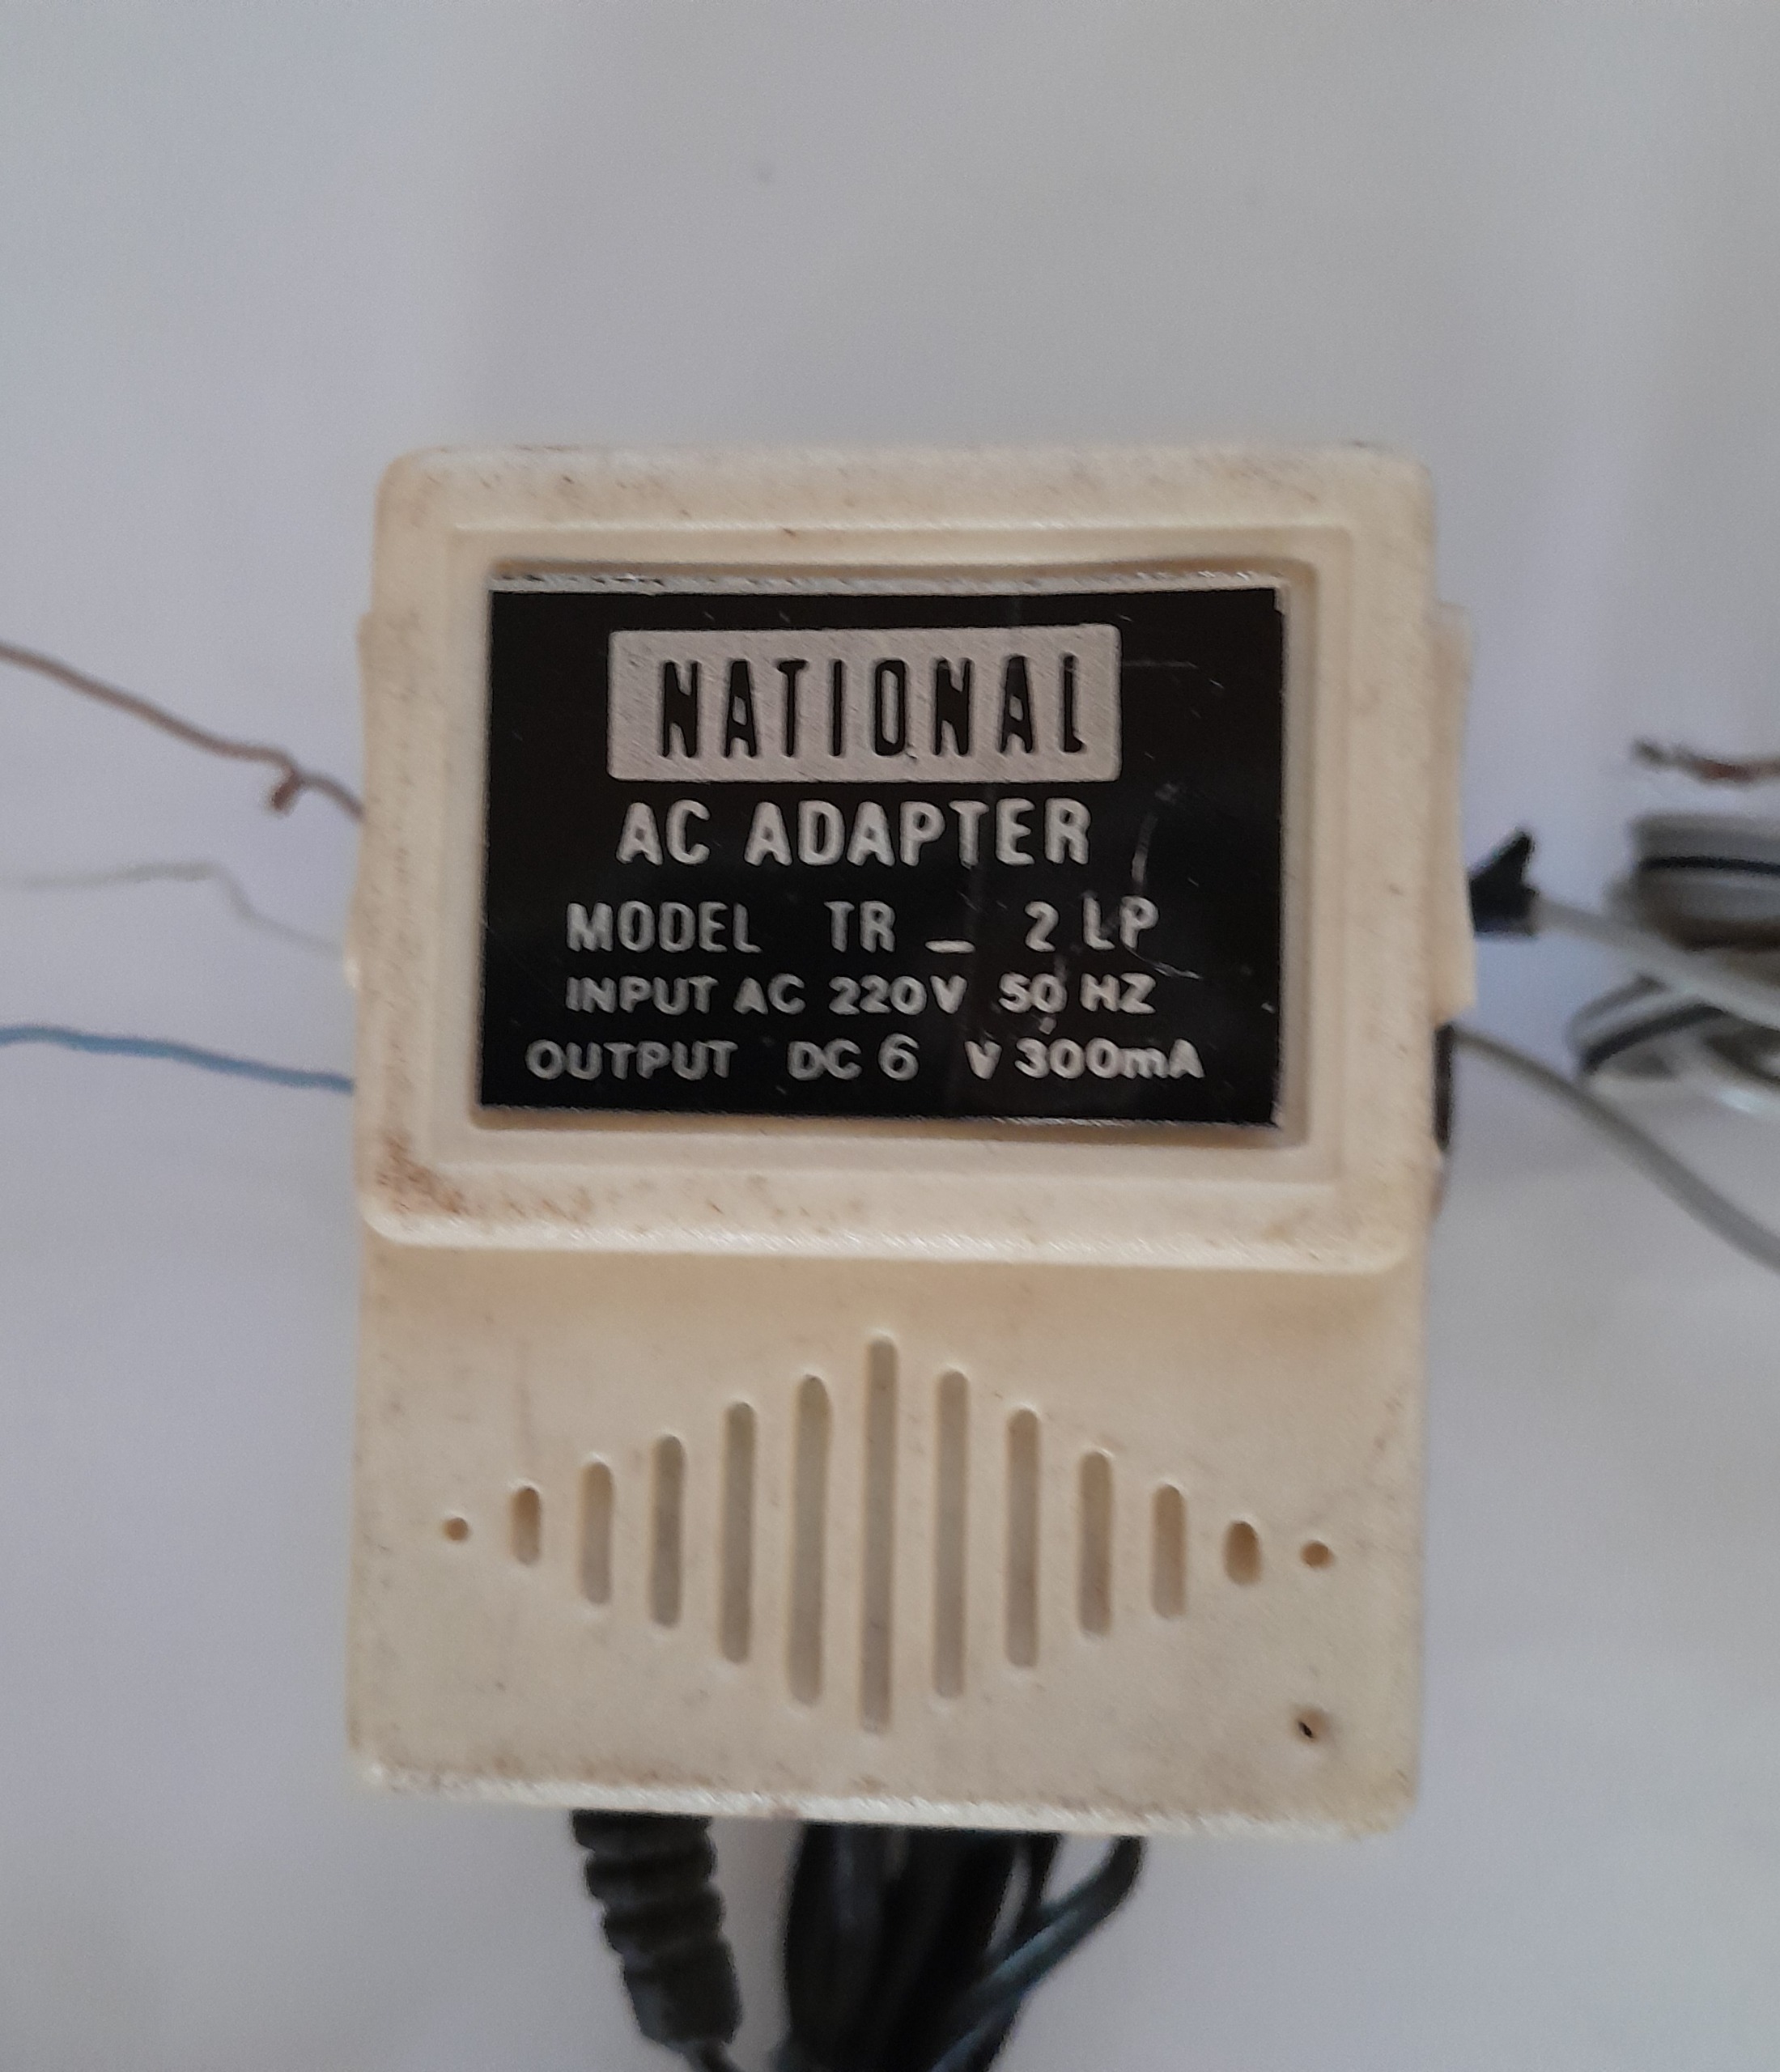 NATIONAL
AC ADAPTER
MODEL TR _ 2 LP
INPUT AC 220V 50 HZ
OUTPUT DC 6 V 300mA